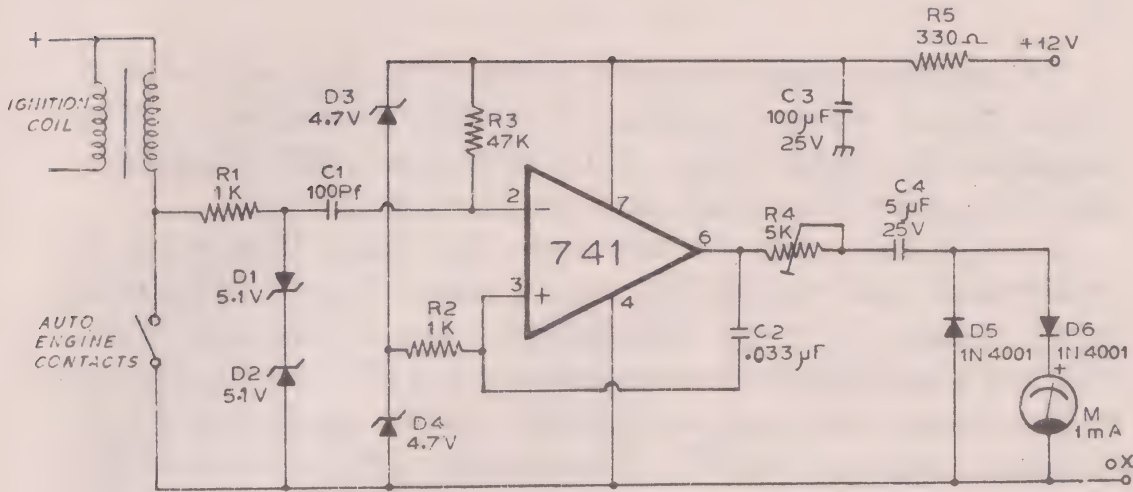 +
IGNITION
COIL
R1
1K
C1
100Pf
D3
4.7V
R3
47K
R5
330Ω
+12V
C3
100µF
25V
D1
5.1V
D2
5.1V
AUTO
ENGINE
CONTACTS
R2
1K
D4
4.7V
2
-
3
+
741
7
6
4
R4
5K
C4
5µF
25V
C2
.033µF
D5
1N4001
D6
1N4001
+
M
1mA
X